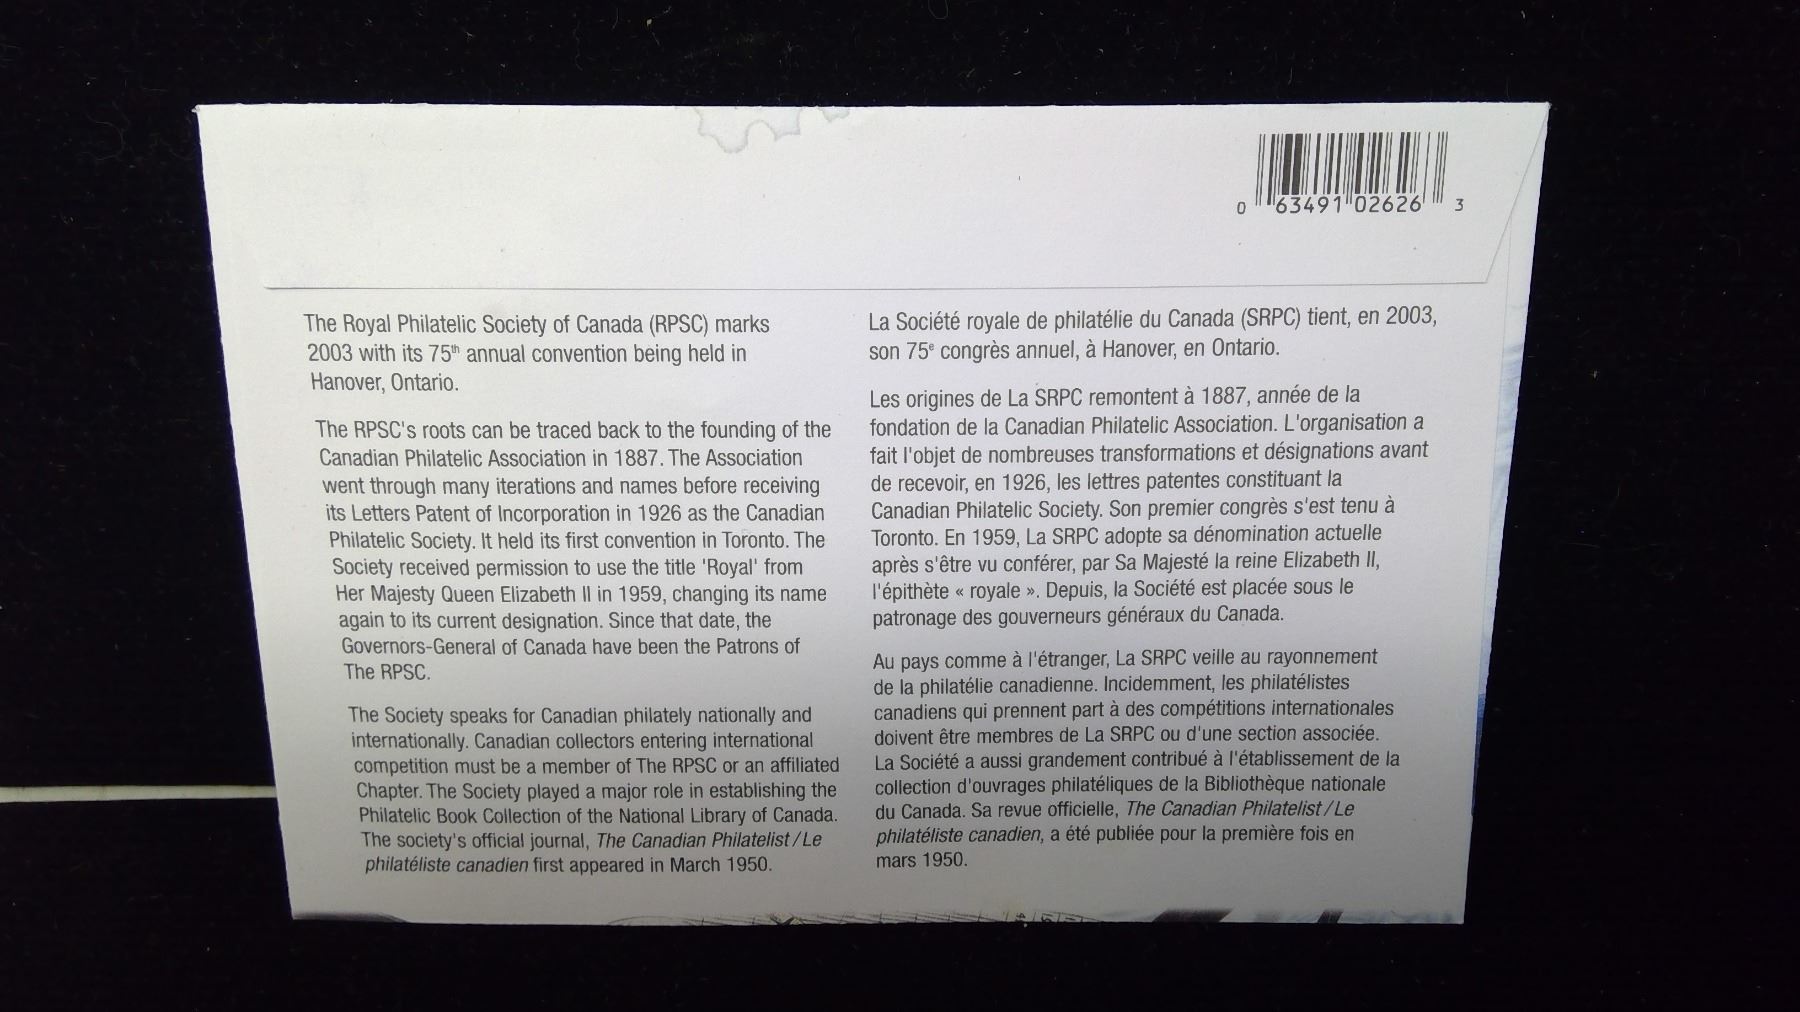 0 63491 02626 3
The Royal Philatelic Society of Canada (RPSC) marks
2003 with its 75th annual convention being held in
Hanover, Ontario.
The RPSC's roots can be traced back to the founding of the
Canadian Philatelic Association in 1887. The Association
went through many iterations and names before receiving
its Letters Patent of Incorporation in 1926 as the Canadian
Philatelic Society. It held its first convention in Toronto. The
Society received permission to use the title 'Royal' from
Her Majesty Queen Elizabeth II in 1959, changing its name
again to its current designation. Since that date, the
Governors-General of Canada have been the Patrons of
The RPSC.
The Society speaks for Canadian philately nationally and
internationally. Canadian collectors entering international
competition must be a member of The RPSC or an affiliated
Chapter. The Society played a major role in establishing the
Philatelic Book Collection of the National Library of Canada.
The society's official journal, The Canadian Philatelist/Le
philatéliste canadien first appeared in March 1950.
La Société royale de philatélie du Canada (SRPC) tient, en 2003,
son 75e congrès annuel, à Hanover, en Ontario.
Les origines de La SRPC remontent à 1887, année de la
fondation de la Canadian Philatelic Association. L'organisation a
fait l'objet de nombreuses transformations et désignations avant
de recevoir, en 1926, les lettres patentes constituant la
Canadian Philatelic Society. Son premier congrès s'est tenu à
Toronto. En 1959, La SRPC adopte sa dénomination actuelle
après s'être vu conférer, par Sa Majesté la reine Elizabeth II,
l'épithète « royale ». Depuis, la Société est placée sous le
patronage des gouverneurs généraux du Canada.
Au pays comme à l'étranger, La SRPC veille au rayonnement
de la philatélie canadienne. Incidemment, les philatélistes
canadiens qui prennent part à des compétitions internationales
doivent être membres de La SRPC ou d'une section associée.
La Société a aussi grandement contribué à l'établissement de la
collection d'ouvrages philatéliques de la Bibliothèque nationale
du Canada. Sa revue officielle, The Canadian Philatelist/Le
philatéliste canadien, a été publiée pour la première fois en
mars 1950.